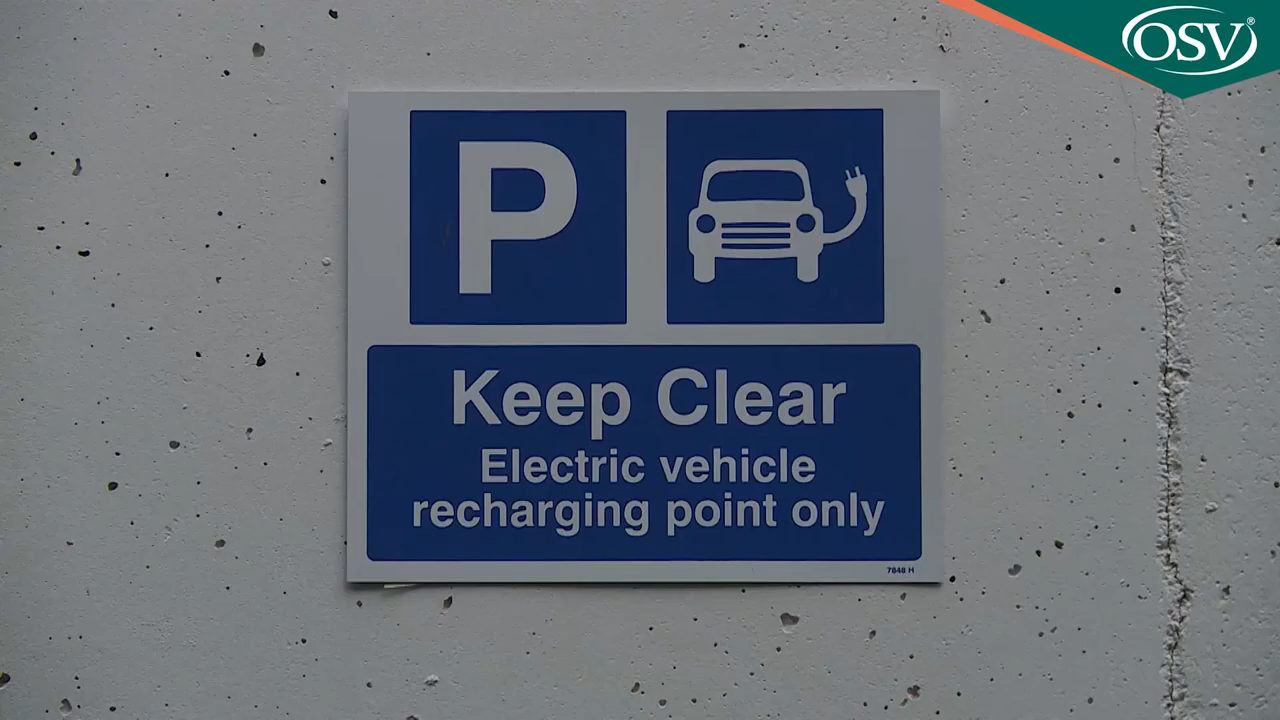 OSV®
P
Keep Clear
Electric vehicle
recharging point only
7848 H